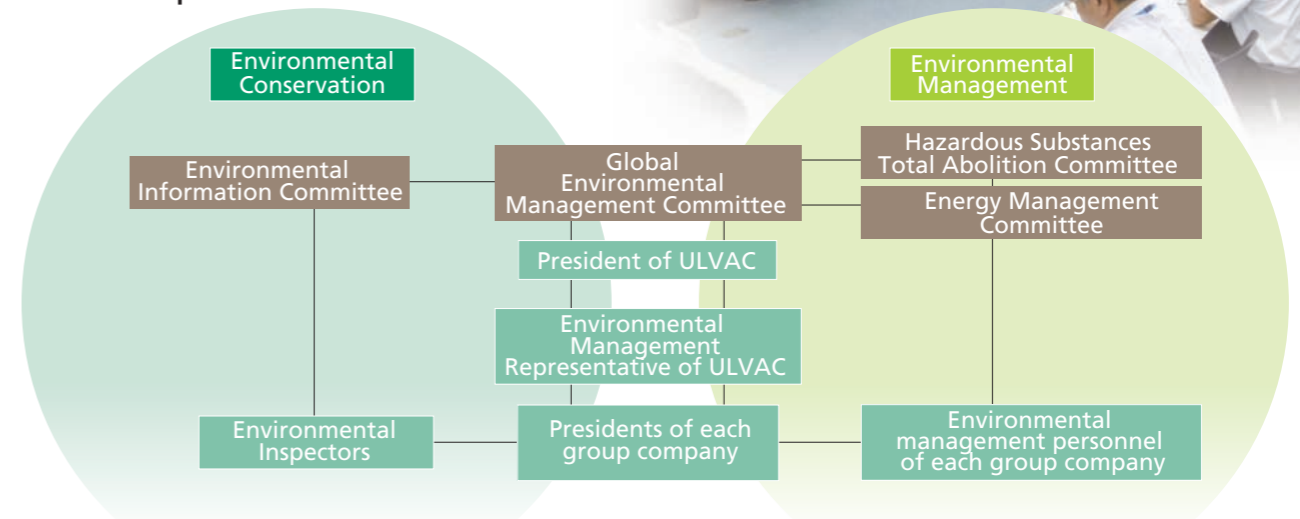 Environmental
Conservation
Environmental
Management
Environmental
Information Committee
Global
Environmental
Management Committee
Hazardous Substances
Total Abolition Committee
Energy Management
Committee
President of ULVAC
Environmental
Management
Representative of ULVAC
Environmental
Inspectors
Presidents of each
group company
Environmental
management personnel
of each group company